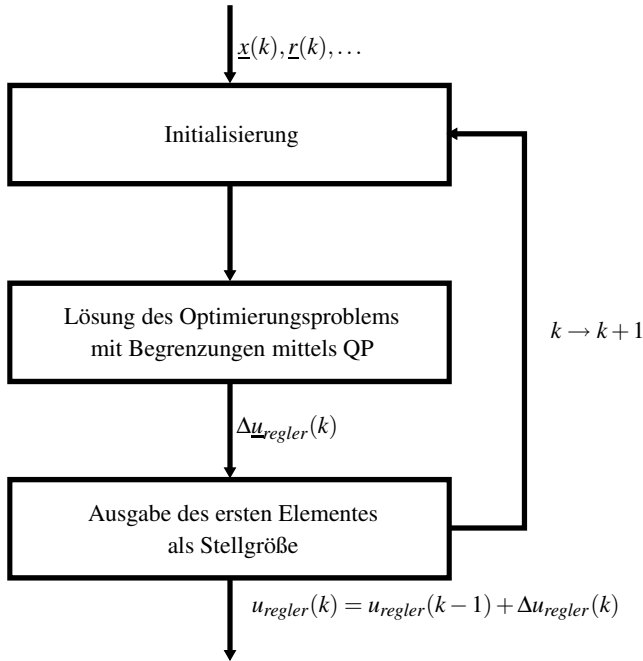 x(k), r(k), …
Initialisierung
Lösung des Optimierungsproblems
mit Begrenzungen mittels QP
k → k + 1
Δu_regler(k)
Ausgabe des ersten Elementes
als Stellgröße
u_regler(k) = u_regler(k − 1) + Δu_regler(k)